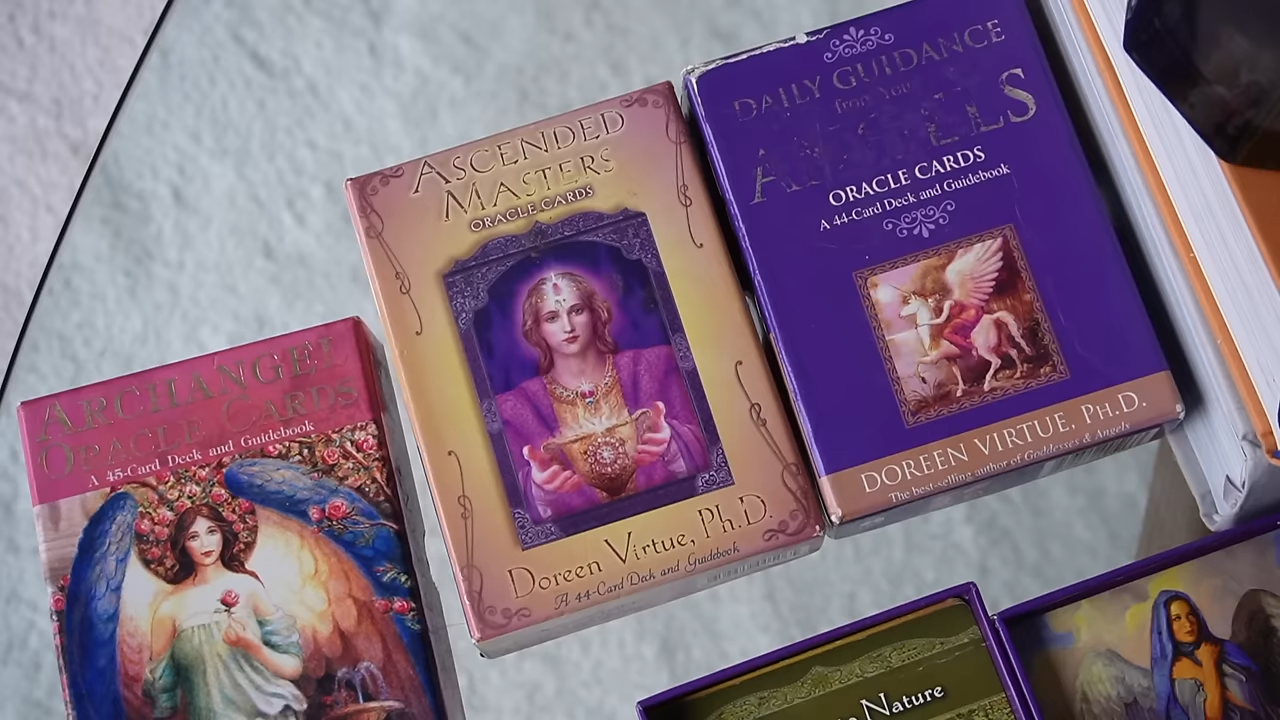 ARCHANGEL
ORACLE CARDS
A 45-Card Deck and Guidebook
ASCENDED
MASTERS
ORACLE CARDS
Doreen Virtue, Ph.D.
A 44-Card Deck and Guidebook
DAILY GUIDANCE
from Your
ANGELS
ORACLE CARDS
A 44-Card Deck and Guidebook
DOREEN VIRTUE, PH.D.
The best-selling author of Goddesses & Angels
Nature